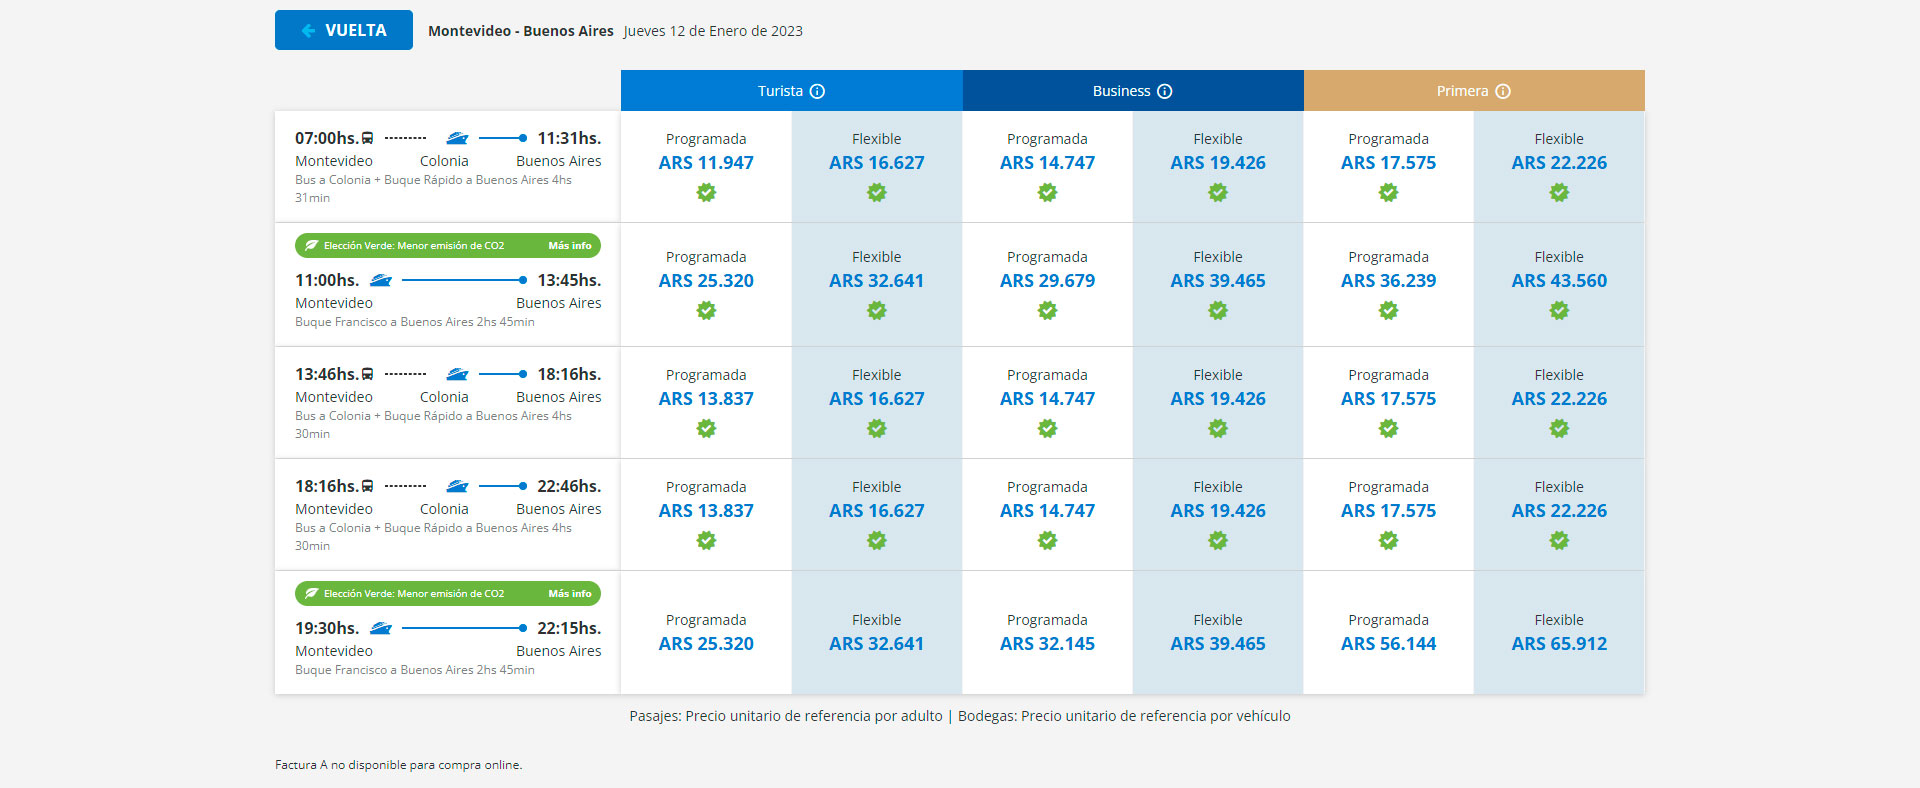 VUELTA Montevideo - Buenos Aires Jueves 12 de Enero de 2023
Turista Business Primera
07:00hs. 11:31hs.
Montevideo Colonia Buenos Aires
Bus a Colonia + Buque Rápido a Buenos Aires 4hs
31min
Programada Flexible Programada Flexible Programada Flexible
ARS 11.947 ARS 16.627 ARS 14.747 ARS 19.426 ARS 17.575 ARS 22.226
Elección Verde: Menor emisión de CO2 Más info
11:00hs. 13:45hs.
Montevideo Buenos Aires
Buque Francisco a Buenos Aires 2hs 45min
Programada Flexible Programada Flexible Programada Flexible
ARS 25.320 ARS 32.641 ARS 29.679 ARS 39.465 ARS 36.239 ARS 43.560
13:46hs. 18:16hs.
Montevideo Colonia Buenos Aires
Bus a Colonia + Buque Rápido a Buenos Aires 4hs
30min
Programada Flexible Programada Flexible Programada Flexible
ARS 13.837 ARS 16.627 ARS 14.747 ARS 19.426 ARS 17.575 ARS 22.226
18:16hs. 22:46hs.
Montevideo Colonia Buenos Aires
Bus a Colonia + Buque Rápido a Buenos Aires 4hs
30min
Programada Flexible Programada Flexible Programada Flexible
ARS 13.837 ARS 16.627 ARS 14.747 ARS 19.426 ARS 17.575 ARS 22.226
Elección Verde: Menor emisión de CO2 Más info
19:30hs. 22:15hs.
Montevideo Buenos Aires
Buque Francisco a Buenos Aires 2hs 45min
Programada Flexible Programada Flexible Programada Flexible
ARS 25.320 ARS 32.641 ARS 32.145 ARS 39.465 ARS 56.144 ARS 65.912
Pasajes: Precio unitario de referencia por adulto | Bodegas: Precio unitario de referencia por vehículo
Factura A no disponible para compra online.